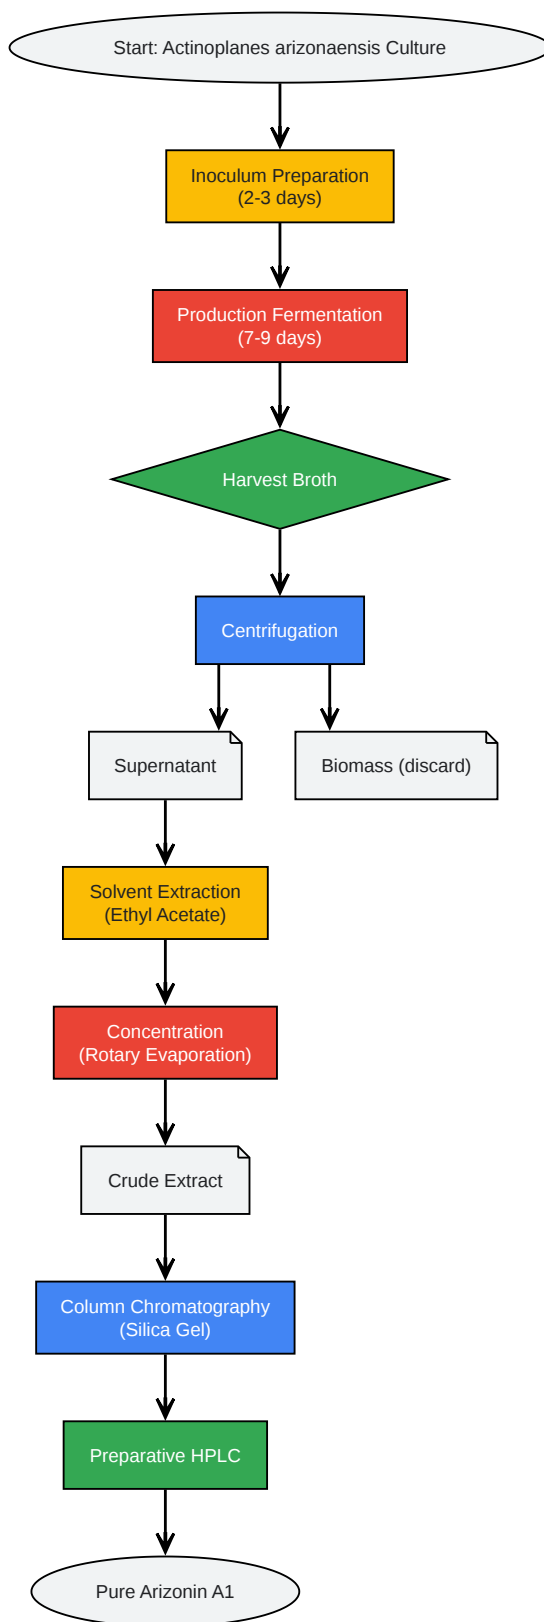 Start: Actinoplanes arizonaensis Culture
Inoculum Preparation
(2-3 days)
Production Fermentation
(7-9 days)
Harvest Broth
Centrifugation
Supernatant
Biomass (discard)
Solvent Extraction
(Ethyl Acetate)
Concentration
(Rotary Evaporation)
Crude Extract
Column Chromatography
(Silica Gel)
Preparative HPLC
Pure Arizonin A1